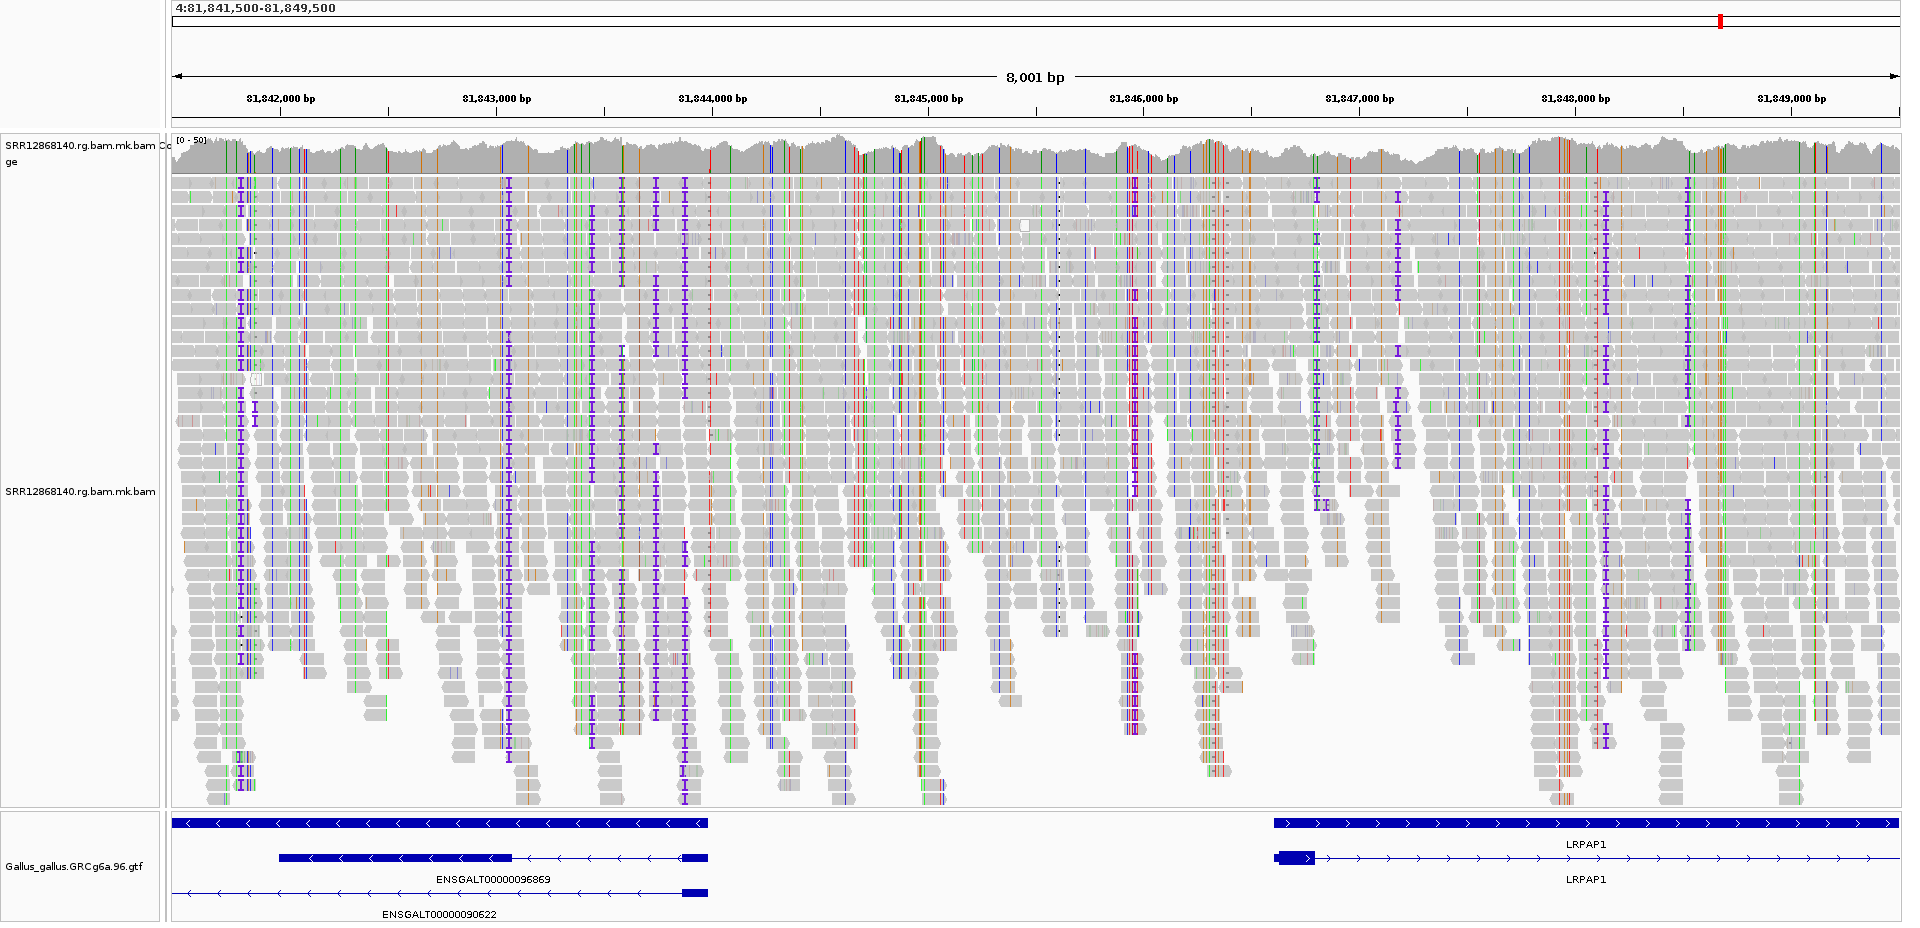 4:81,841,500-81,849,500
8,001 bp
81,842,000 bp 81,843,000 bp 81,844,000 bp 81,845,000 bp 81,846,000 bp 81,847,000 bp 81,848,000 bp 81,849,000 bp
[0 - 50]
SRR12868140.rg.bam.mk.bam Co
ge
SRR12868140.rg.bam.mk.bam
LRPAP1
Gallus_gallus.GRCg6a.96.gtf
ENSGALT00000096869 LRPAP1
ENSGALT00000090622